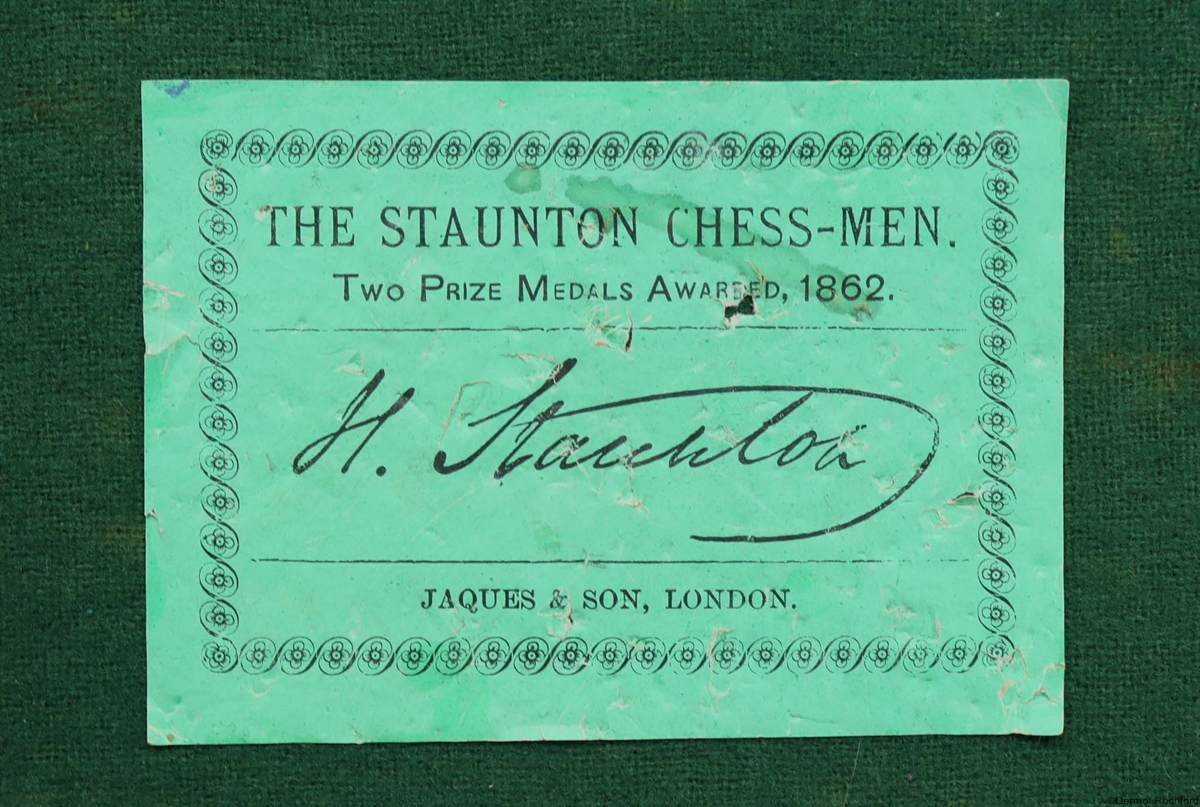 THE STAUNTON CHESS-MEN.
TWO PRIZE MEDALS AWARDED, 1862.
H. Staunton
JAQUES & SON, LONDON.